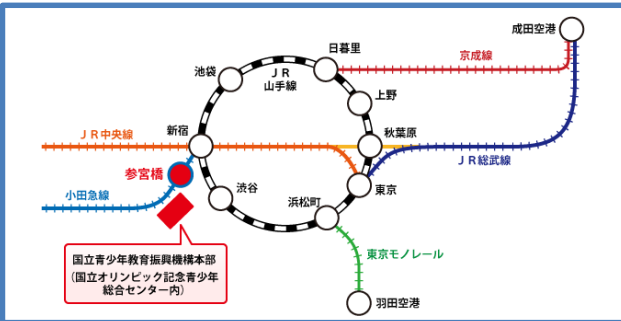 成田空港
日暮里
京成線
池袋
ＪＲ
山手線
上野
ＪＲ中央線
新宿
秋葉原
ＪＲ総武線
参宮橋
小田急線
渋谷
浜松町
東京
国立青少年教育振興機構本部
（国立オリンピック記念青少年
総合センター内）
東京モノレール
羽田空港